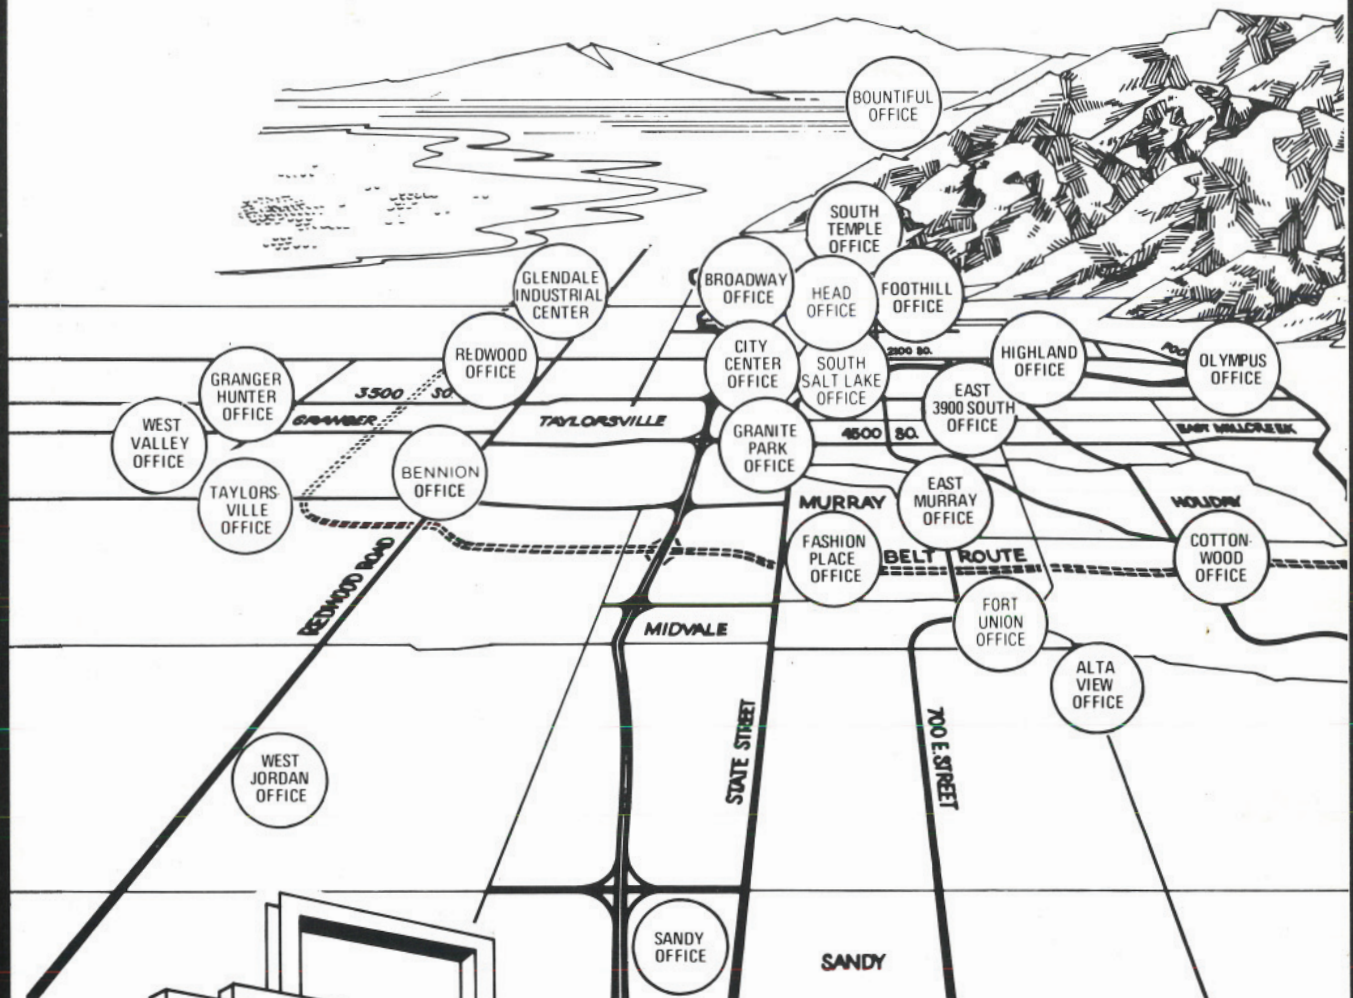 BOUNTIFUL
OFFICE
SOUTH
TEMPLE
OFFICE
GLENDALE
INDUSTRIAL
CENTER
BROADWAY
OFFICE
HEAD
OFFICE
FOOTHILL
OFFICE
REDWOOD
OFFICE
CITY
CENTER
OFFICE
SOUTH
SALT LAKE
OFFICE
2100 SO.
HIGHLAND
OFFICE
OLYMPUS
OFFICE
GRANGER
HUNTER
OFFICE
3500 SO.
GRANGER
TAYLORSVILLE
EAST
3900 SOUTH
OFFICE
WEST
VALLEY
OFFICE
GRANITE
PARK
OFFICE
4500 SO.
EAST MILLCREEK
BENNION
OFFICE
TAYLORS-
VILLE
OFFICE
MURRAY
EAST
MURRAY
OFFICE
HOLIDAY
FASHION
PLACE
OFFICE
BELT ROUTE
COTTON-
WOOD
OFFICE
REDWOOD ROAD
MIDVALE
FORT
UNION
OFFICE
ALTA
VIEW
OFFICE
STATE STREET
700 E. STREET
WEST
JORDAN
OFFICE
SANDY
OFFICE
SANDY